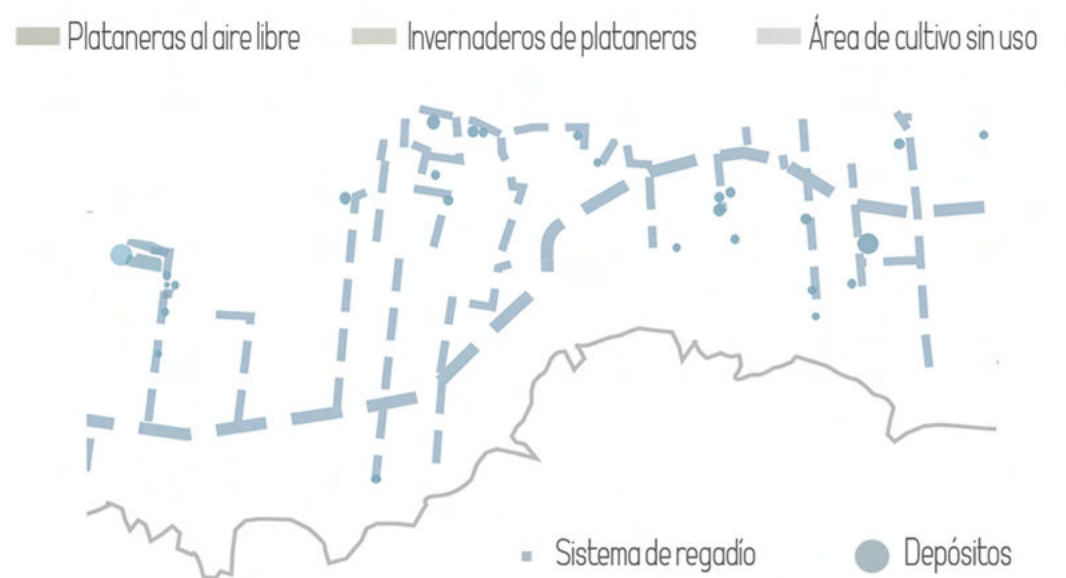 Plataneras al aire libre Invernaderos de plataneras Área de cultivo sin uso
Sistema de regadío Depósitos